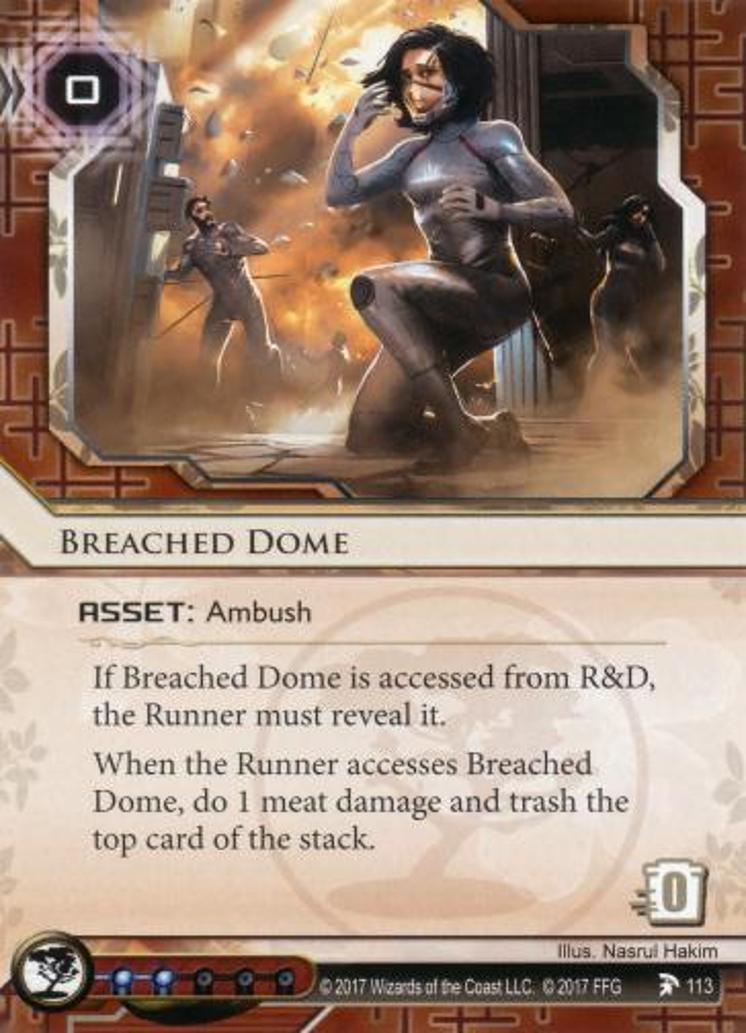 0
BREACHED DOME
ASSET: Ambush
If Breached Dome is accessed from R&D,
the Runner must reveal it.
When the Runner accesses Breached
Dome, do 1 meat damage and trash the
top card of the stack.
0
Illus. Nasrul Hakim
© 2017 Wizards of the Coast LLC. © 2017 FFG 113